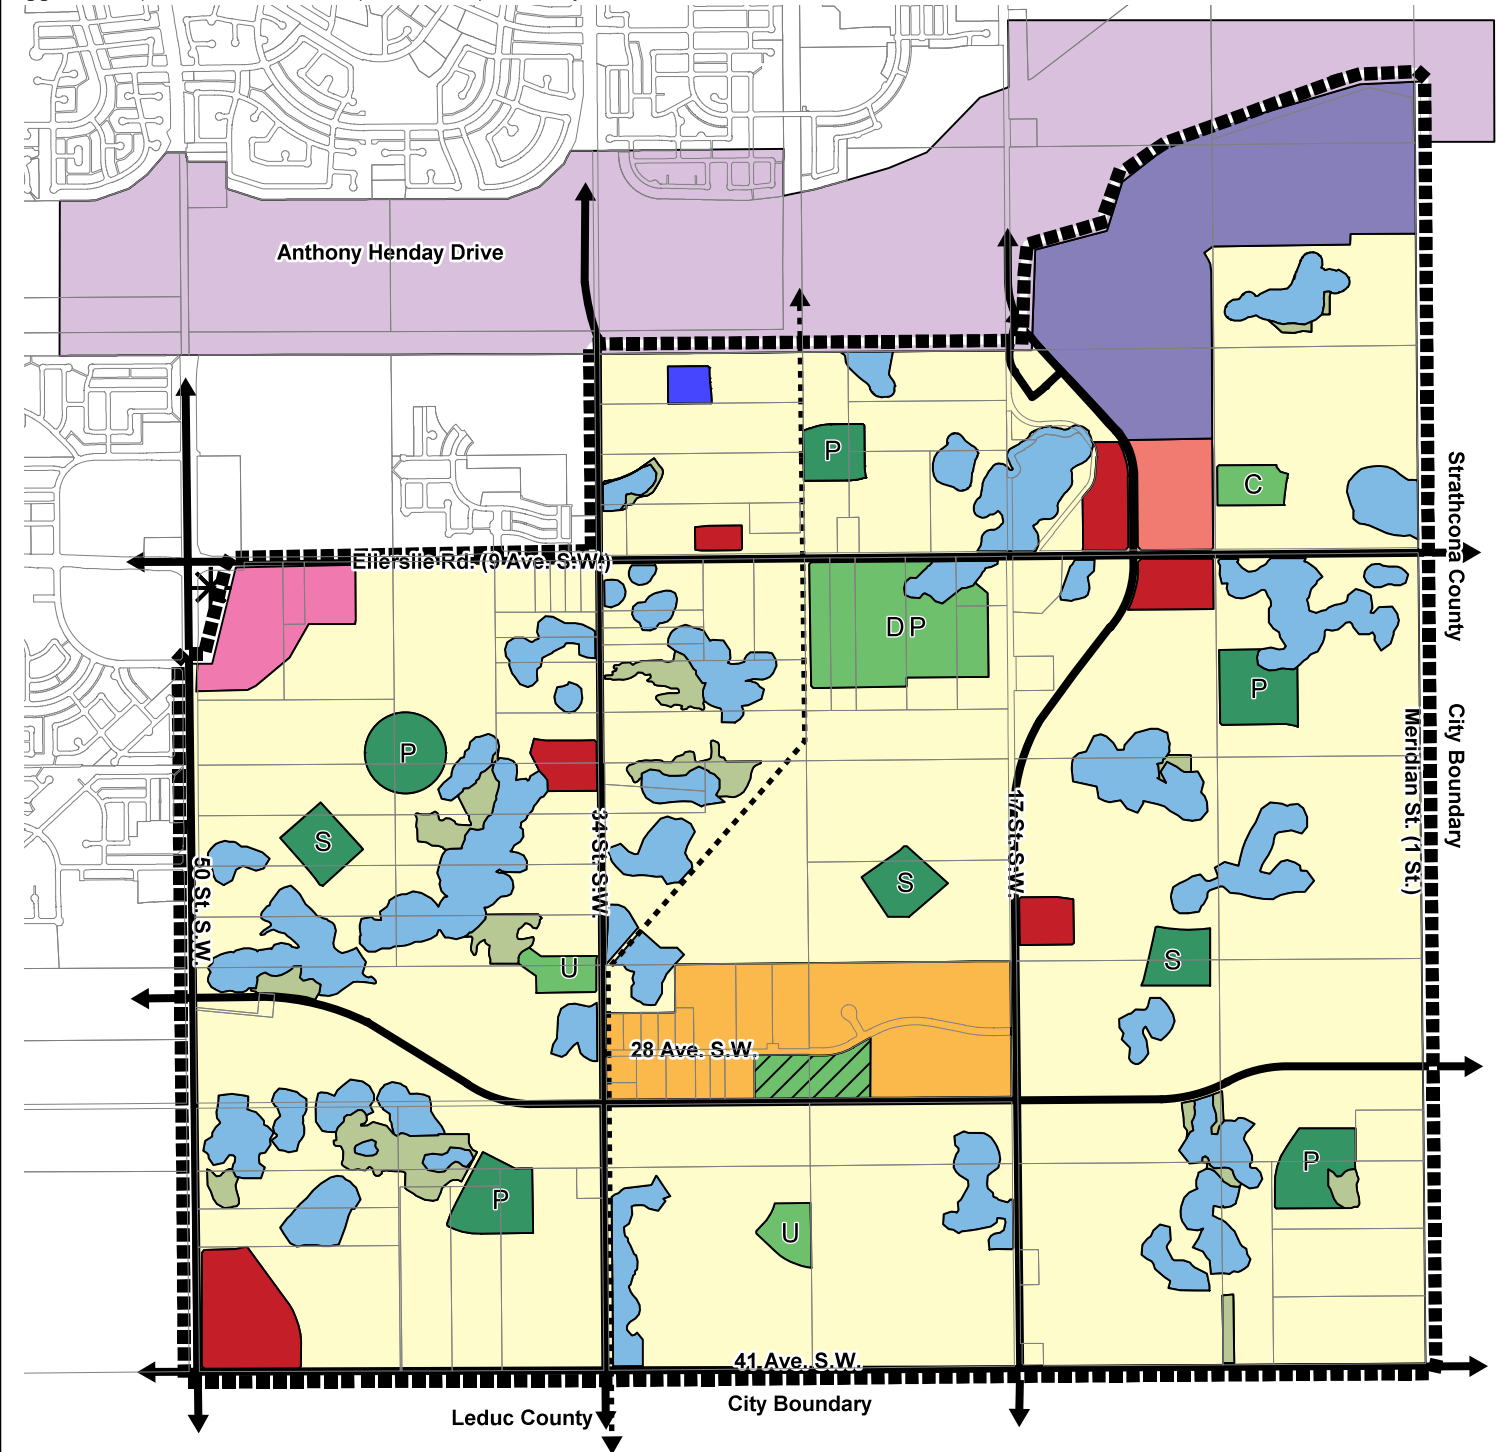 Anthony Henday Drive
P
C
Strathcona County
Ellerslie Rd. (9 Ave. S.W.)
D P
P
City Boundary
Meridian St. (1 St.)
P
S
34 St. S.W.
17 St. S.W.
50 St. S.W.
S
S
U
28 Ave. S.W.
P
P
U
41 Ave. S.W.
City Boundary
Leduc County